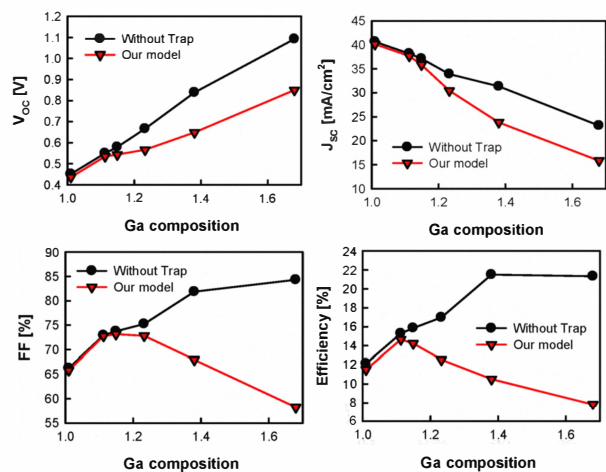 1.2
1.1
1.0
0.9
0.8
0.7
0.6
0.5
0.4
V_OC [V]
Without Trap
Our model
1.0 1.2 1.4 1.6
Ga composition
45
40
35
30
25
20
15
10
J_SC [mA/cm²]
Without Trap
Our model
1.0 1.2 1.4 1.6
Ga composition
90
85
80
75
70
65
60
55
FF [%]
Without Trap
Our model
1.0 1.2 1.4 1.6
Ga composition
24
22
20
18
16
14
12
10
8
6
Efficiency [%]
Without Trap
Our model
1.0 1.2 1.4 1.6
Ga composition